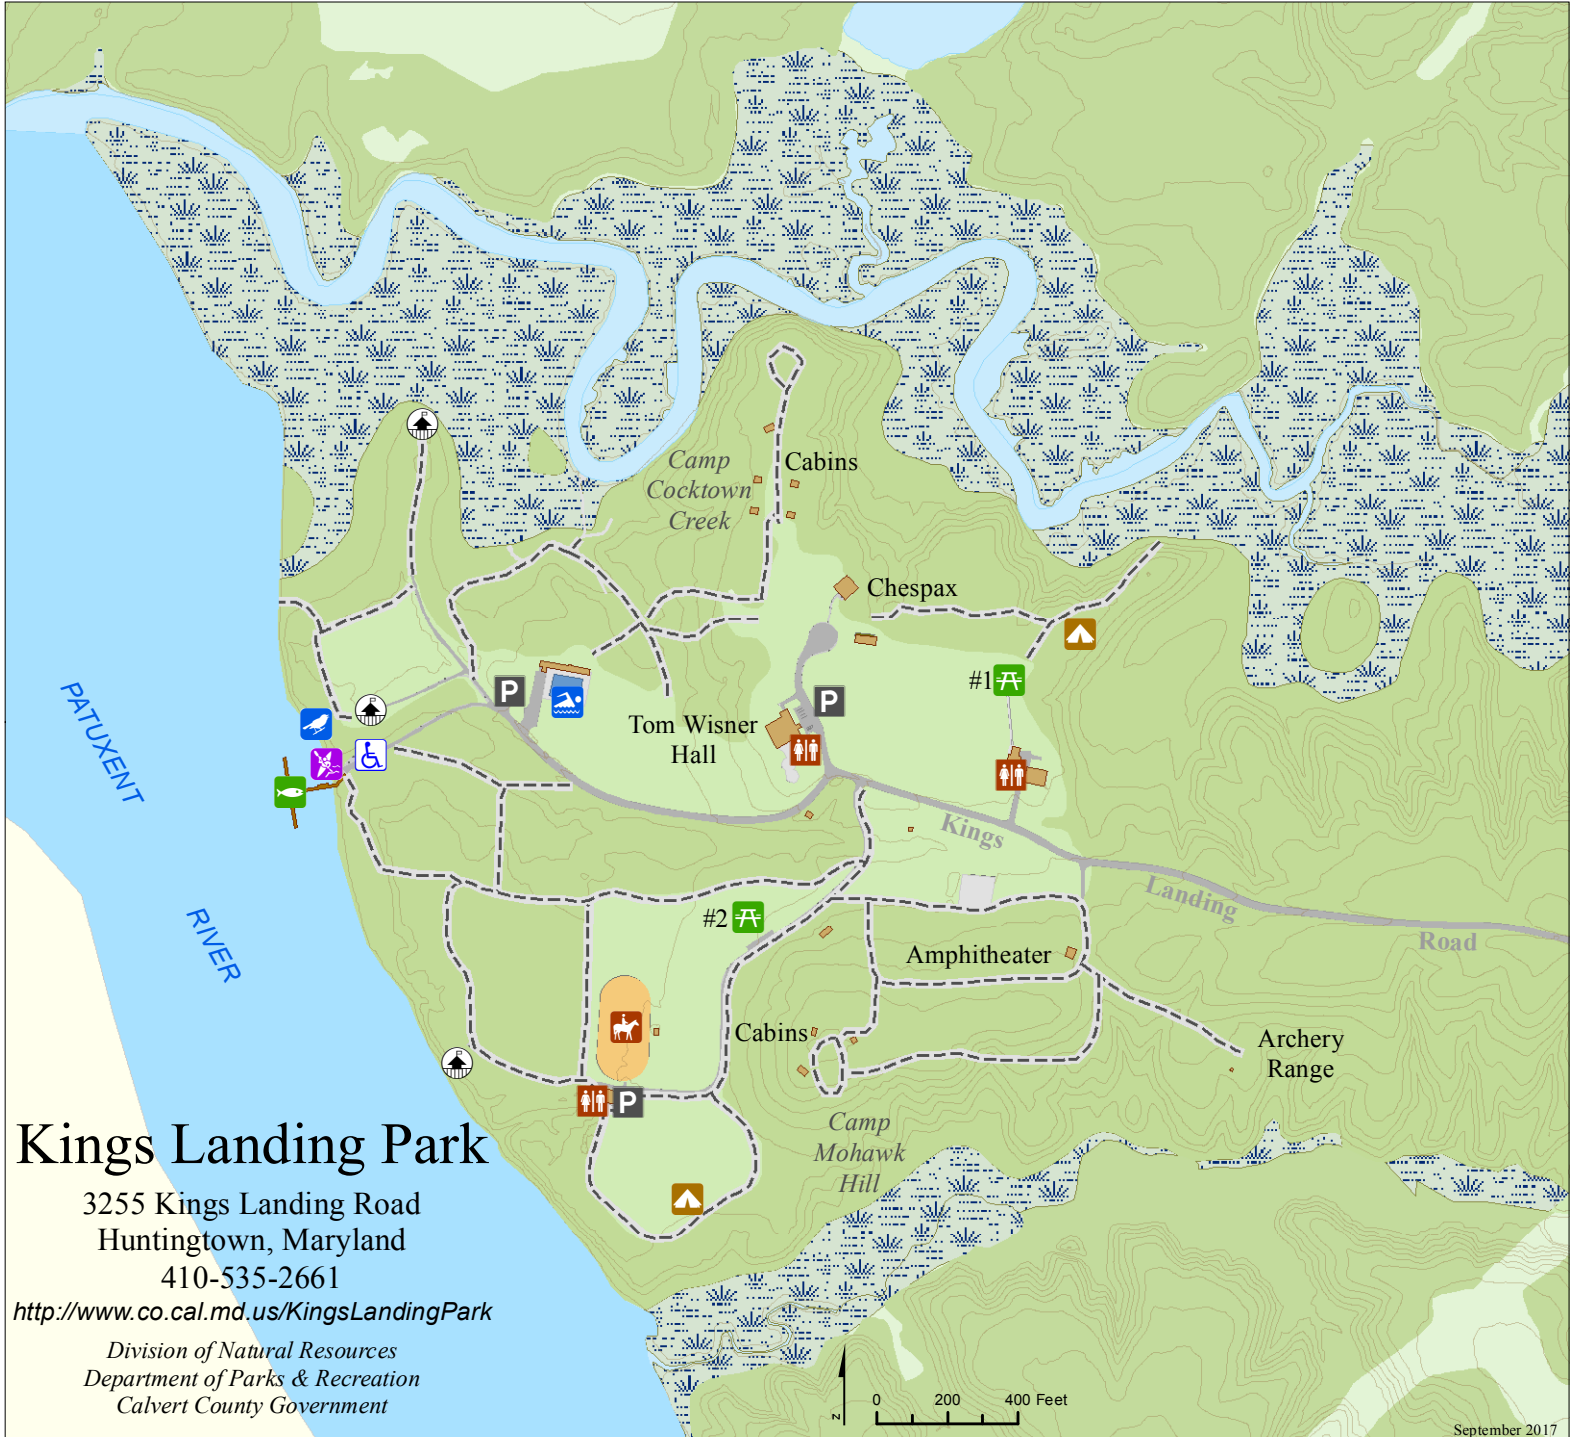 Camp
Cocktown
Creek
Cabins
Chespax
#1
P
P
Tom Wisner
Hall
PATUXENT
RIVER
Kings
Landing
Road
#2
Amphitheater
Cabins
Archery
Range
P
Camp
Mohawk
Hill
Kings Landing Park
3255 Kings Landing Road
Huntingtown, Maryland
410-535-2661
http://www.co.cal.md.us/KingsLandingPark
Division of Natural Resources
Department of Parks & Recreation
Calvert County Government
z
0 200 400 Feet
September 2017